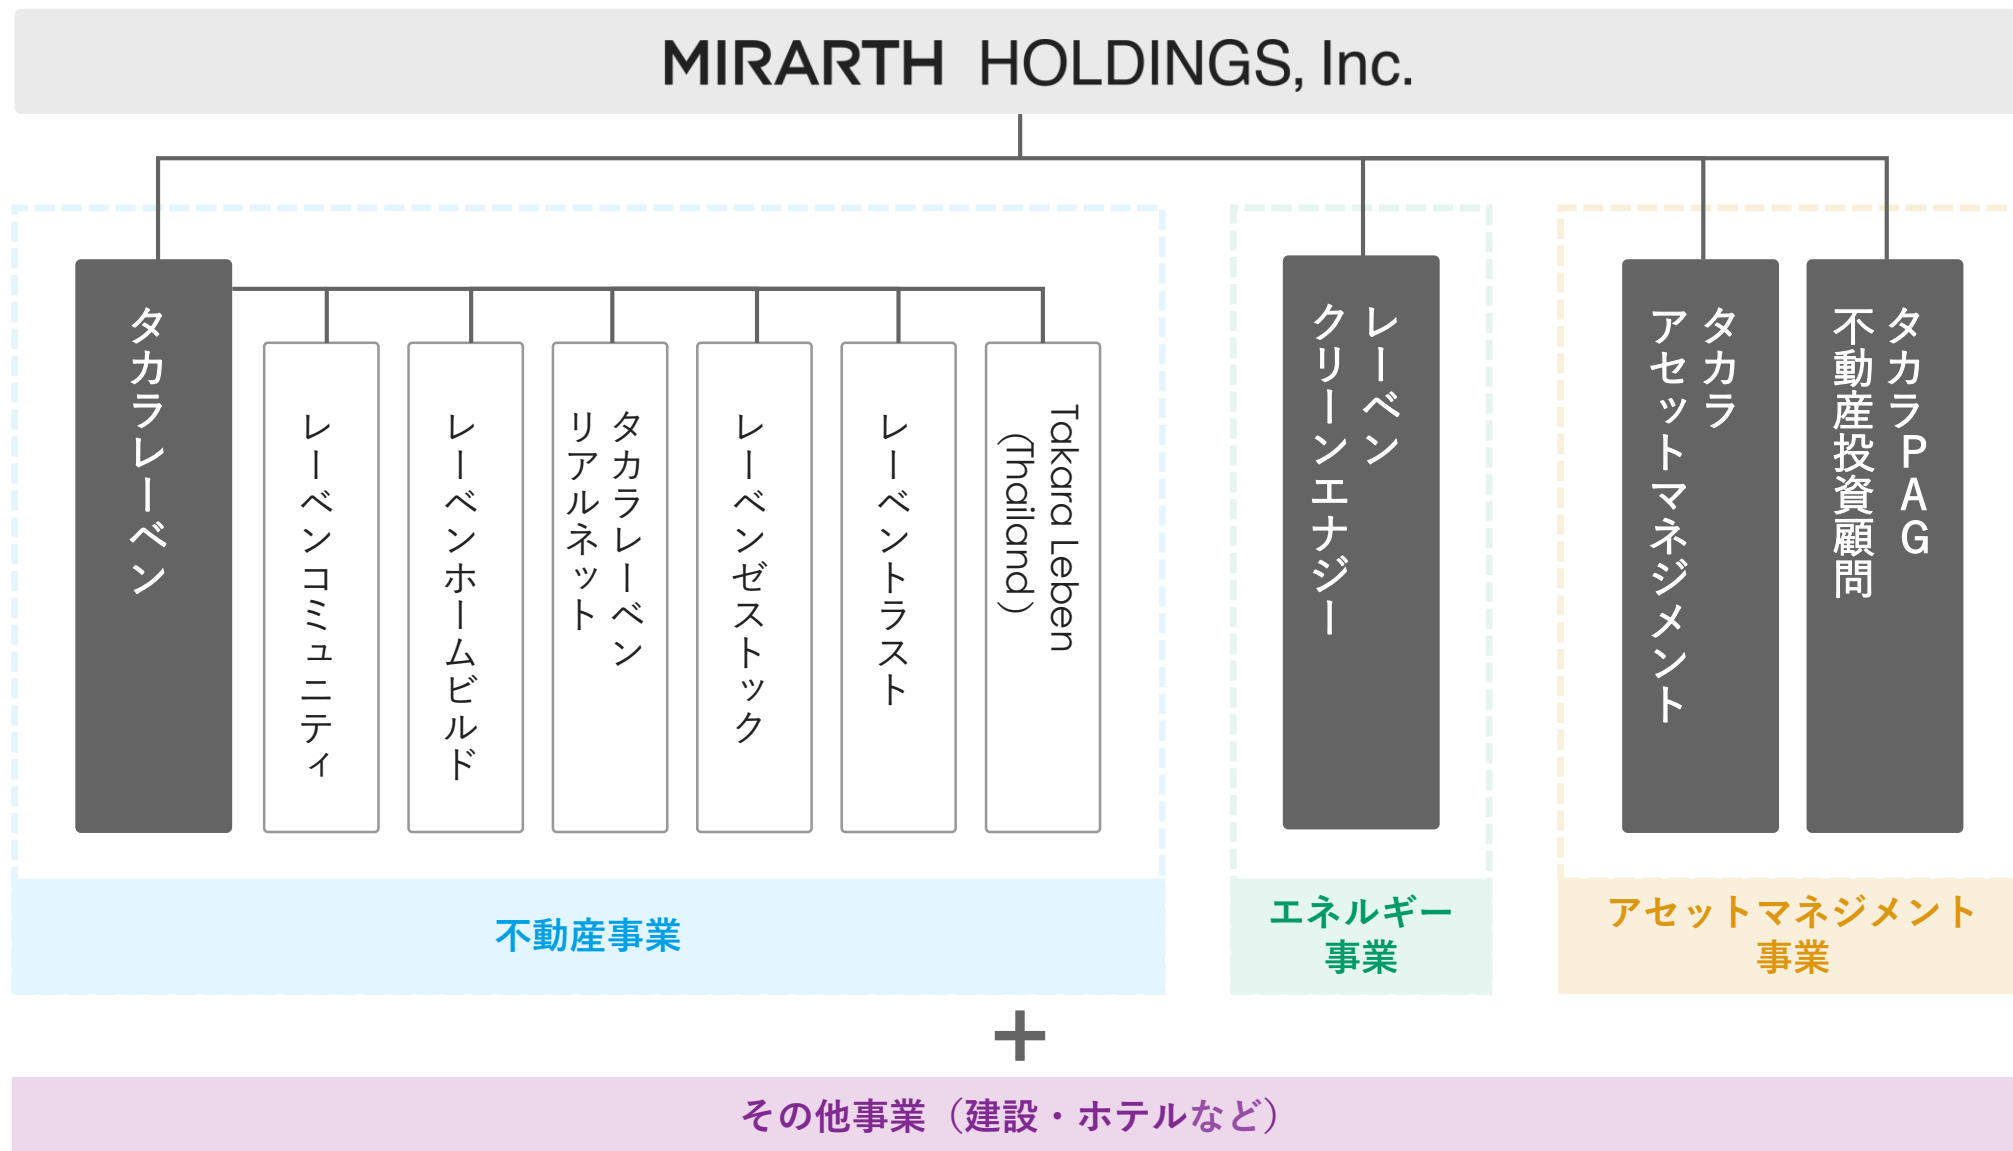 MIRARTH HOLDINGS, Inc.
タカラレーベン
レーベンコミュニティ
レーベンホームビルド
タカラレーベン
リアルネット
レーベンゼストック
レーベントラスト
Takara Leben
(Thailand)
レーベン
クリーンエナジー
タカラ
アセットマネジメント
タカラPAG
不動産投資顧問
不動産事業
エネルギー
事業
アセットマネジメント
事業
+
その他事業（建設・ホテルなど）